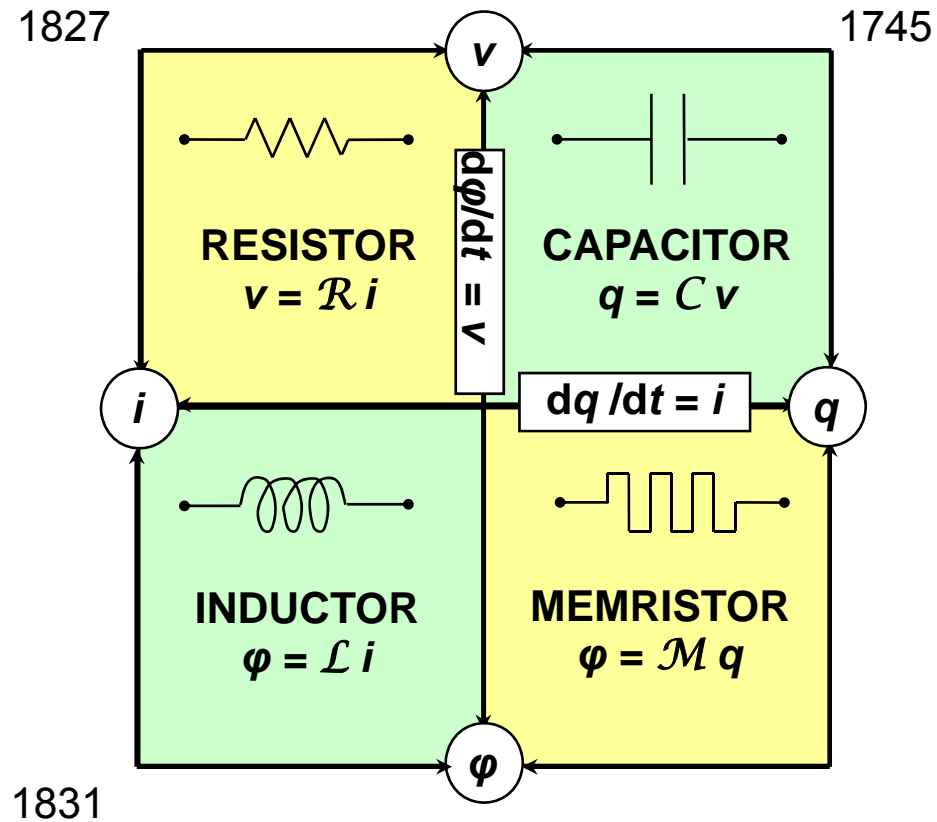 1827
v
1745
RESISTOR
v = ℛ i
dφ/dt = v
CAPACITOR
q = C v
i
dq /dt = i
q
INDUCTOR
φ = ℒ i
MEMRISTOR
φ = ℳ q
φ
1831